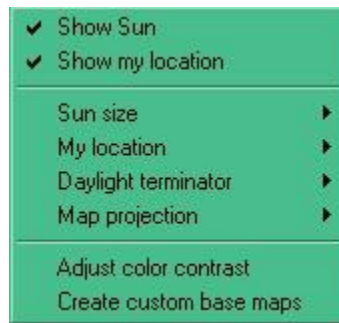 Show Sun
Show my location
Sun size
My location
Daylight terminator
Map projection
Adjust color contrast
Create custom base maps